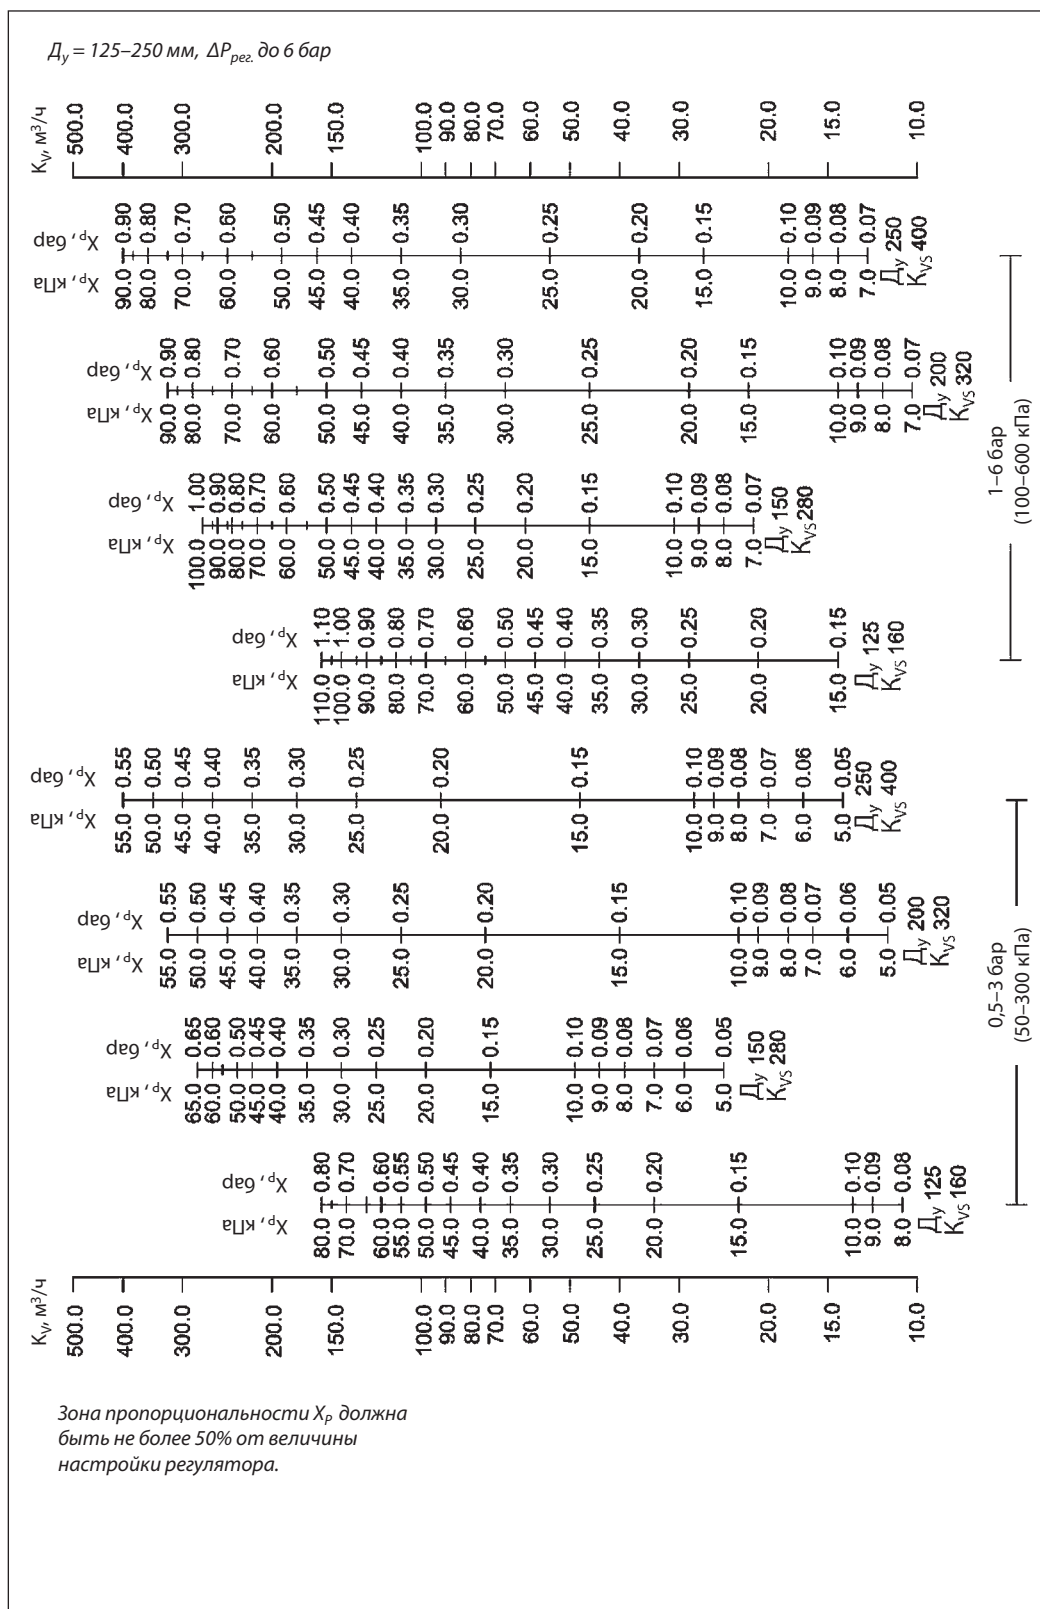 Ду = 125–250 мм, ΔPрег. до 6 бар
Kv, м³/ч
500.0 400.0 300.0 200.0 150.0 100.0 90.0 80.0 70.0 60.0 50.0 40.0 30.0 20.0 15.0 10.0
Xp, бар
0.90 0.80 0.70 0.60 0.50 0.45 0.40 0.35 0.30 0.25 0.20 0.15 0.10 0.09 0.08 0.07
Xp, кПа
90.0 80.0 70.0 60.0 50.0 45.0 40.0 35.0 30.0 25.0 20.0 15.0 10.0 9.0 8.0 7.0
Ду 250
KVS 400
Xp, бар
0.90 0.80 0.70 0.60 0.50 0.45 0.40 0.35 0.30 0.25 0.20 0.15 0.10 0.09 0.08 0.07
Xp, кПа
90.0 80.0 70.0 60.0 50.0 45.0 40.0 35.0 30.0 25.0 20.0 15.0 10.0 9.0 8.0 7.0
Ду 200
KVS 320
Xp, бар
1.00 0.90 0.80 0.70 0.60 0.50 0.45 0.40 0.35 0.30 0.25 0.20 0.15 0.10 0.09 0.08 0.07
Xp, кПа
100.0 90.0 80.0 70.0 60.0 50.0 45.0 40.0 35.0 30.0 25.0 20.0 15.0 10.0 9.0 8.0 7.0
Ду 150
KVS 280
Xp, бар
1.10 1.00 0.90 0.80 0.70 0.60 0.50 0.45 0.40 0.35 0.30 0.25 0.20 0.15
Xp, кПа
110.0 100.0 90.0 80.0 70.0 60.0 50.0 45.0 40.0 35.0 30.0 25.0 20.0 15.0
Ду 125
KVS 160
1–6 бар
(100–600 кПа)
Xp, бар
0.55 0.50 0.45 0.40 0.35 0.30 0.25 0.20 0.15 0.10 0.09 0.08 0.07 0.06 0.05
Xp, кПа
55.0 50.0 45.0 40.0 35.0 30.0 25.0 20.0 15.0 10.0 9.0 8.0 7.0 6.0 5.0
Ду 250
KVS 400
Xp, бар
0.55 0.50 0.45 0.40 0.35 0.30 0.25 0.20 0.15 0.10 0.09 0.08 0.07 0.06 0.05
Xp, кПа
55.0 50.0 45.0 40.0 35.0 30.0 25.0 20.0 15.0 10.0 9.0 8.0 7.0 6.0 5.0
Ду 200
KVS 320
Xp, бар
0.65 0.60 0.50 0.45 0.40 0.35 0.30 0.25 0.20 0.15 0.10 0.09 0.08 0.07 0.06 0.05
Xp, кПа
65.0 60.0 50.0 45.0 40.0 35.0 30.0 25.0 20.0 15.0 10.0 9.0 8.0 7.0 6.0 5.0
Ду 150
KVS 280
Xp, бар
0.80 0.70 0.60 0.55 0.50 0.45 0.40 0.35 0.30 0.25 0.20 0.15 0.10 0.09 0.08
Xp, кПа
80.0 70.0 60.0 55.0 50.0 45.0 40.0 35.0 30.0 25.0 20.0 15.0 10.0 9.0 8.0
Ду 125
KVS 160
0,5–3 бар
(50–300 кПа)
Kv, м³/ч
500.0 400.0 300.0 200.0 150.0 100.0 90.0 80.0 70.0 60.0 50.0 40.0 30.0 20.0 15.0 10.0
Зона пропорциональности Xp должна
быть не более 50% от величины
настройки регулятора.